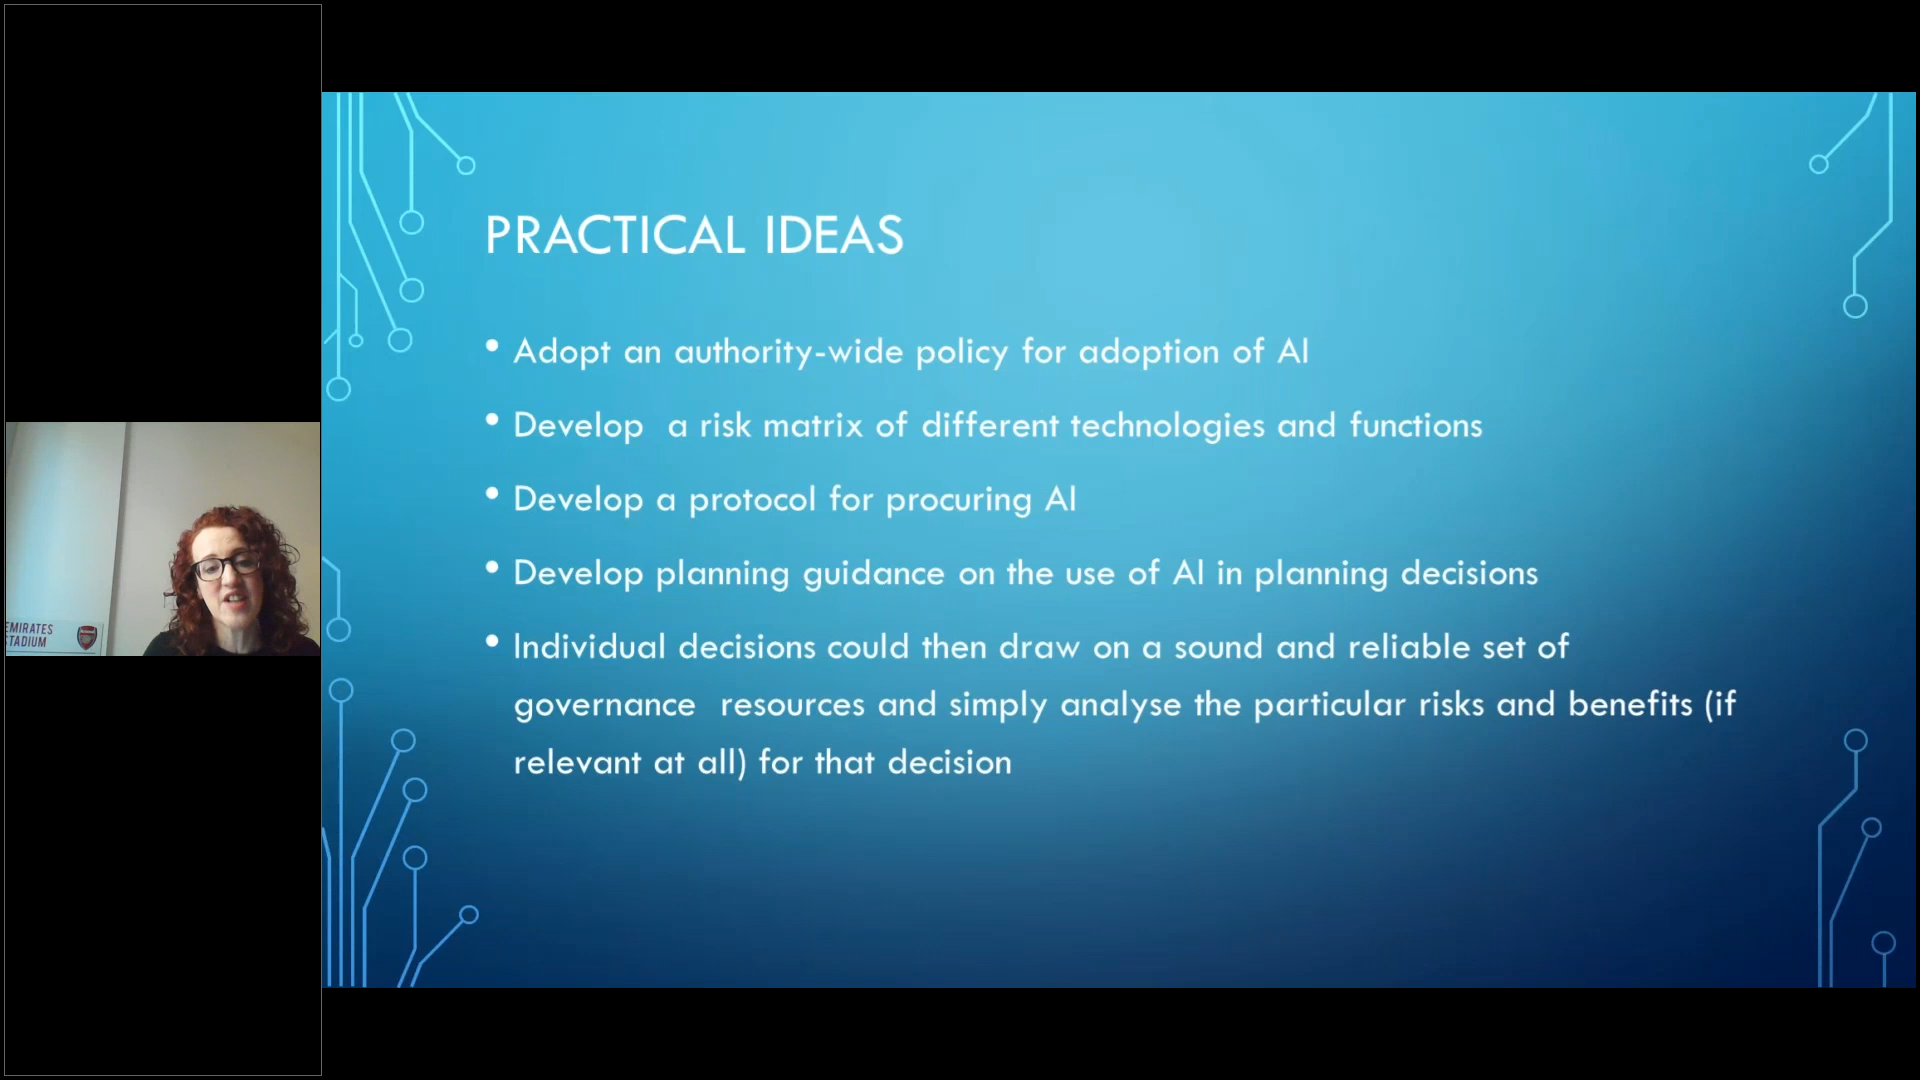 PRACTICAL IDEAS
• Adopt an authority-wide policy for adoption of AI
• Develop a risk matrix of different technologies and functions
• Develop a protocol for procuring AI
• Develop planning guidance on the use of AI in planning decisions
• Individual decisions could then draw on a sound and reliable set of
governance resources and simply analyse the particular risks and benefits (if
relevant at all) for that decision
EMIRATES
STADIUM